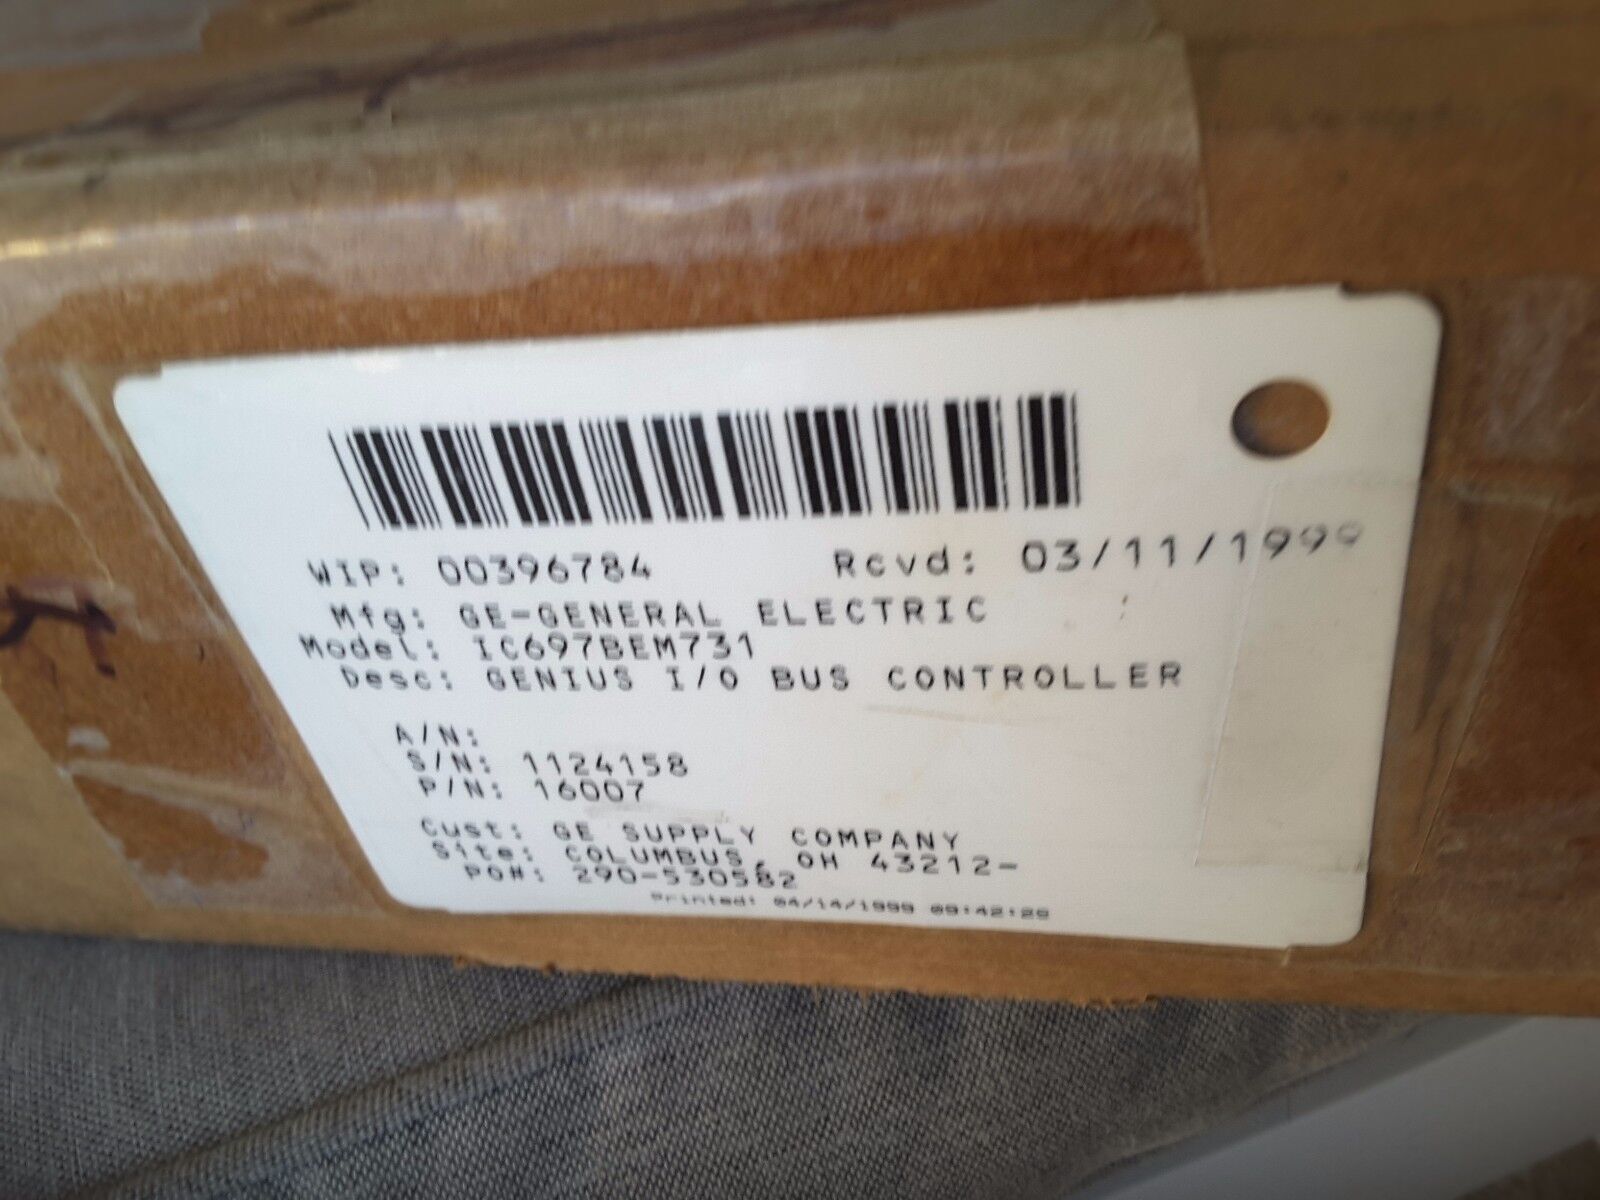 WIP: 00396784 Rcvd: 03/11/1999
Mfg: GE-GENERAL ELECTRIC
Model: IC697BEM731
Desc: GENIUS I/O BUS CONTROLLER
A/N:
S/N: 1124158
P/N: 16007
Cust: GE SUPPLY COMPANY
Site: COLUMBUS, OH 43212-
PO#: 290-530582
Printed: 04/14/1999 09:42:20